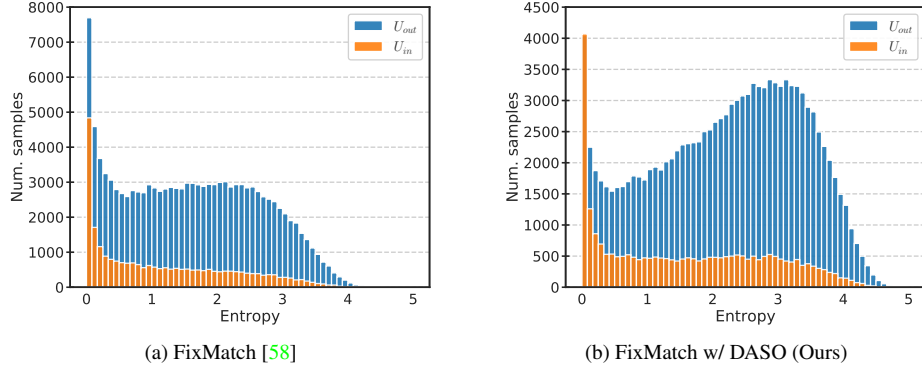 8000
7000
6000
5000
4000
3000
2000
1000
0
Num. samples
0 1 2 3 4 5
Entropy
U_out
U_in
(a) FixMatch [58]
4500
4000
3500
3000
2500
2000
1500
1000
500
0
Num. samples
0 1 2 3 4 5
Entropy
U_out
U_in
(b) FixMatch w/ DASO (Ours)